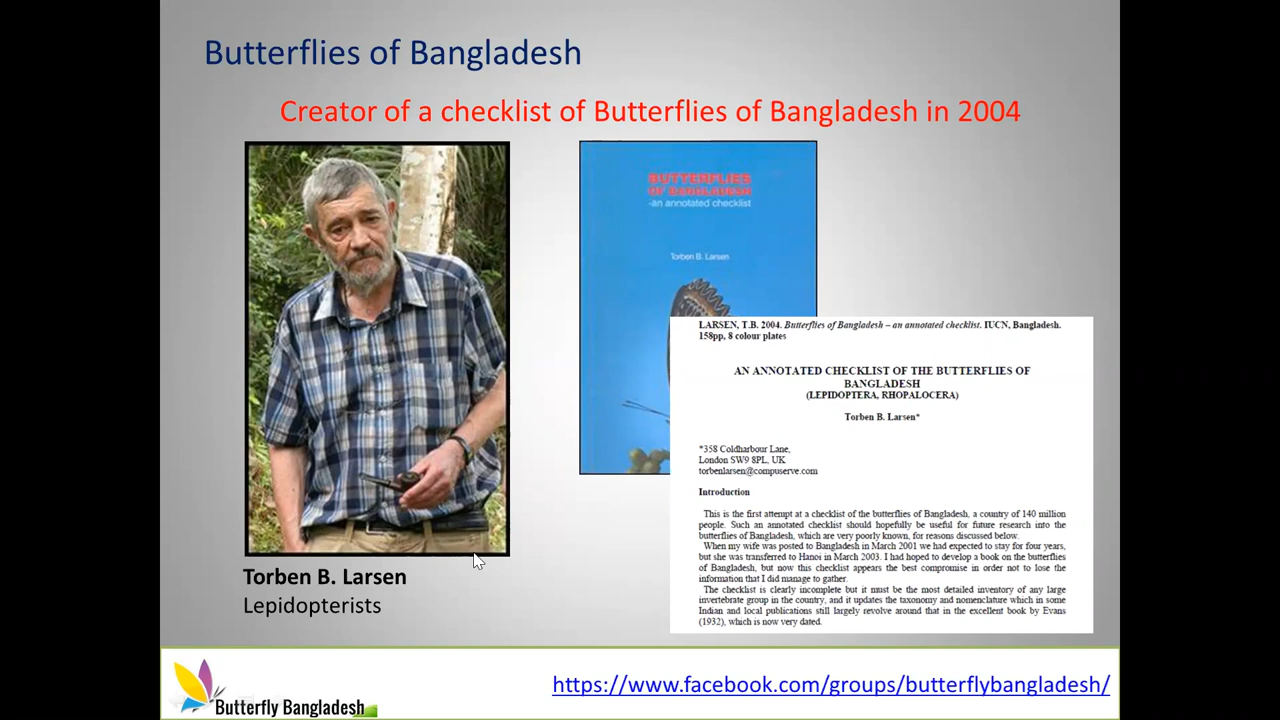 Butterflies of Bangladesh
Creator of a checklist of Butterflies of Bangladesh in 2004
BUTTERFLIES
OF BANGLADESH
-an annotated checklist
Torben B. Larsen
LARSEN, T.B. 2004. Butterflies of Bangladesh – an annotated checklist. IUCN, Bangladesh.
158pp, 8 colour plates
AN ANNOTATED CHECKLIST OF THE BUTTERFLIES OF
BANGLADESH
(LEPIDOPTERA, RHOPALOCERA)
Torben B. Larsen*
*358 Coldharbour Lane,
London SW9 8PL, UK
torbenlarsen@compuserve.com
Introduction
This is the first attempt at a checklist of the butterflies of Bangladesh, a country of 140 million
people. Such an annotated checklist should hopefully be useful for future research into the
butterflies of Bangladesh, which are very poorly known, for reasons discussed below.
When my wife was posted to Bangladesh in March 2001 we had expected to stay for four years,
but she was transferred to Hanoi in March 2003. I had hoped to develop a book on the butterflies
of Bangladesh, but now this checklist appears the best compromise in order not to lose the
information that I did manage to gather.
The checklist is clearly incomplete but it must be the most detailed inventory of any large
invertebrate group in the country, and it updates the taxonomy and nomenclature which in some
Indian and local publications still largely revolve around that in the excellent book by Evans
(1932), which is now very dated.
Torben B. Larsen
Lepidopterists
Butterfly Bangladesh
https://www.facebook.com/groups/butterflybangladesh/